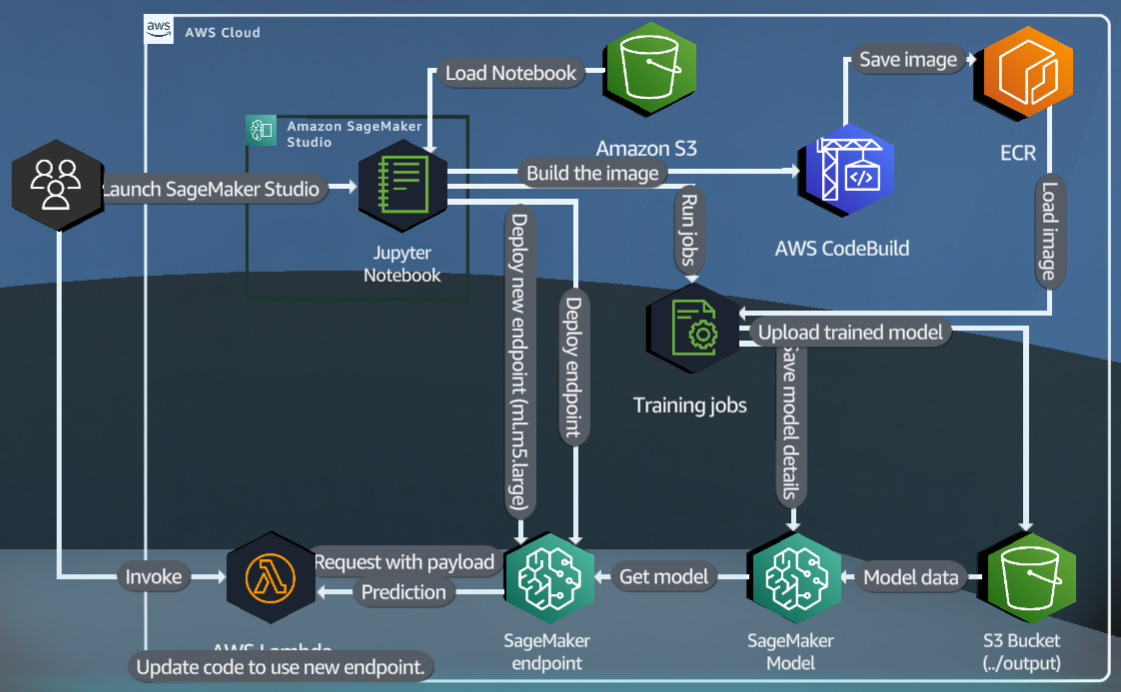 aws
AWS Cloud
Save image
Load Notebook
Amazon SageMaker
Studio
Amazon S3
ECR
Build the image
Launch SageMaker Studio
Run jobs
Load image
AWS CodeBuild
Jupyter
Notebook
Deploy new endpoint (ml.m5.large)
Deploy endpoint
Upload trained model
Save model details
Training jobs
Request with payload
Invoke
Prediction
Get model
Model data
AWS Lambda
SageMaker
endpoint
SageMaker
Model
S3 Bucket
(../output)
Update code to use new endpoint.